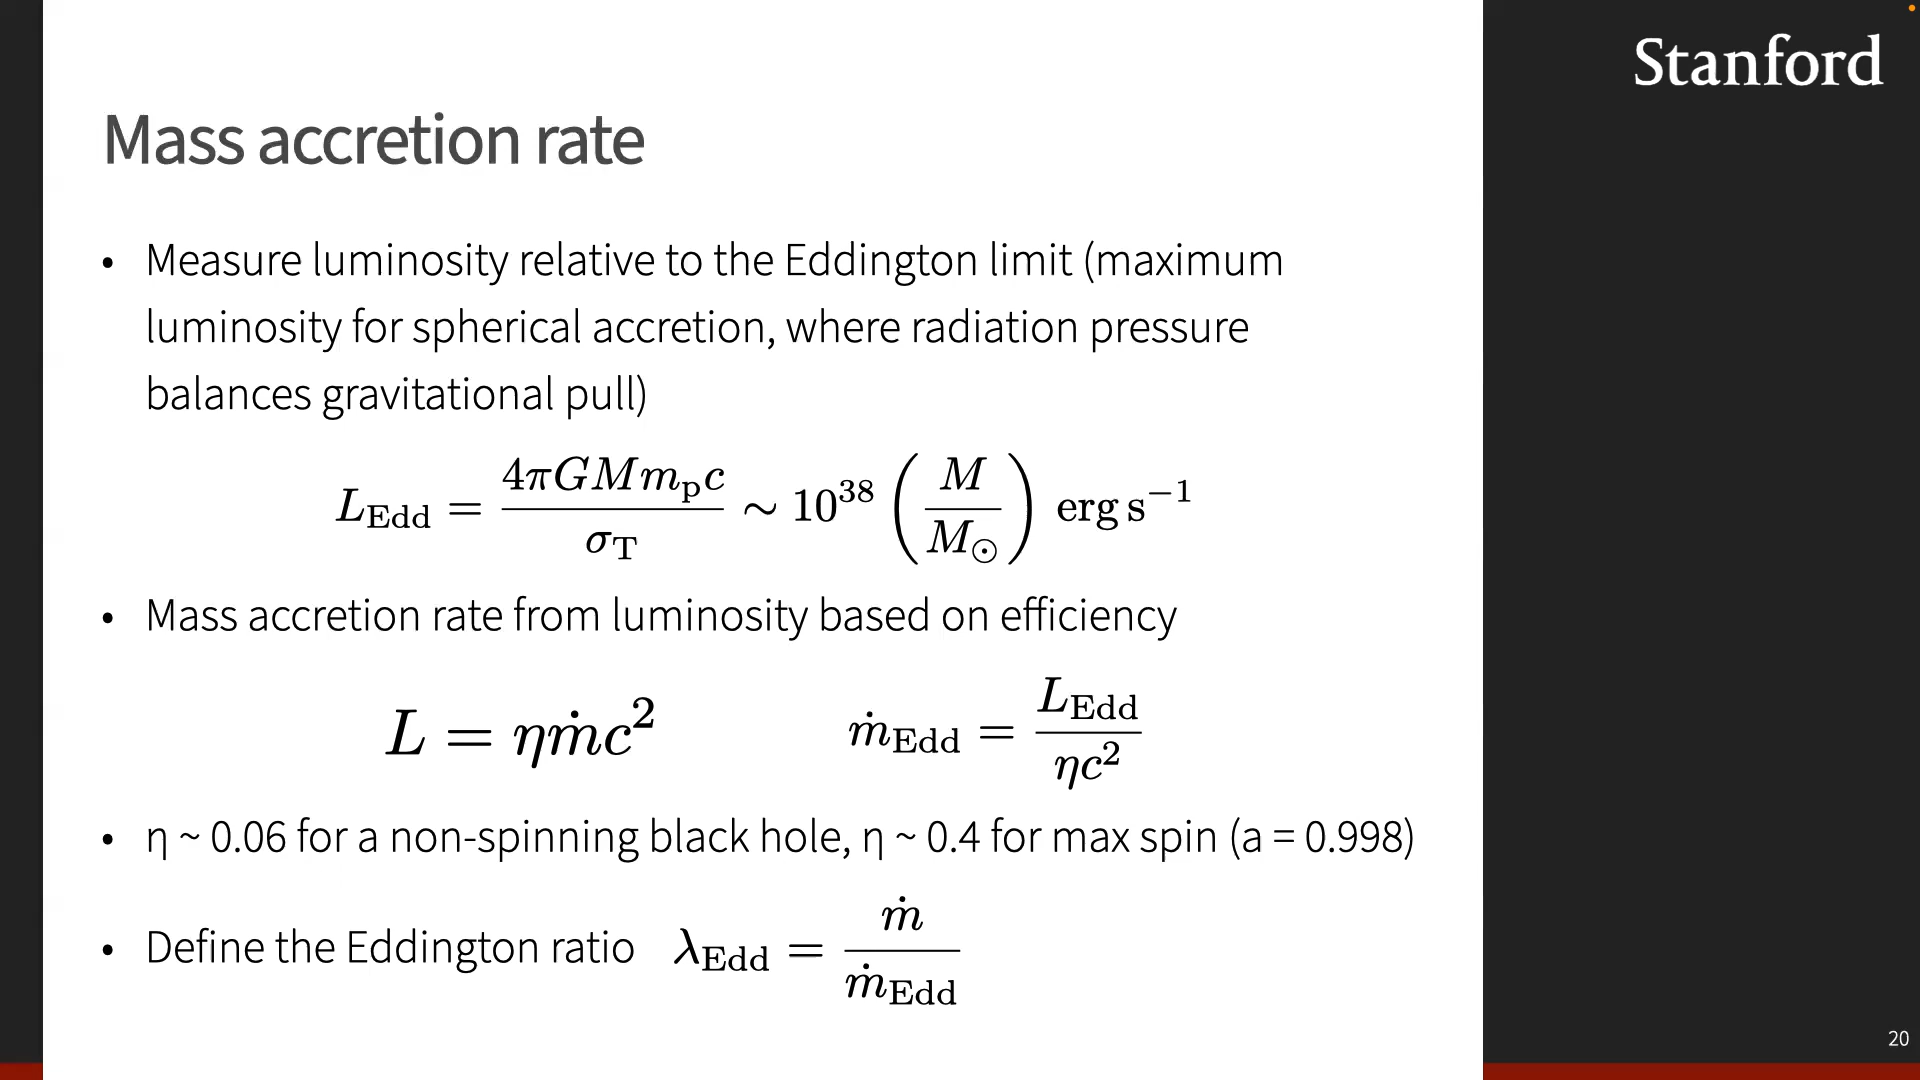 Stanford
Mass accretion rate
• Measure luminosity relative to the Eddington limit (maximum
luminosity for spherical accretion, where radiation pressure
balances gravitational pull)
L_Edd = 4πGMm_p c / σ_T ∼ 10^38 (M / M_⊙) erg s^−1
• Mass accretion rate from luminosity based on efficiency
L = ηṁc² ṁ_Edd = L_Edd / ηc²
• η ~ 0.06 for a non-spinning black hole, η ~ 0.4 for max spin (a = 0.998)
• Define the Eddington ratio λ_Edd = ṁ / ṁ_Edd
20